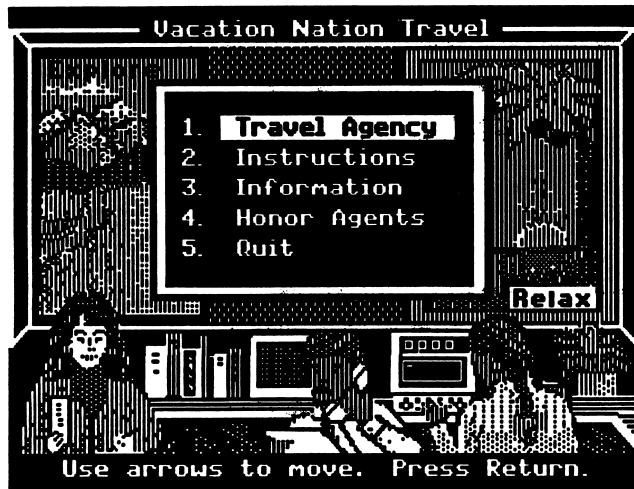 Vacation Nation Travel
1. Travel Agency
2. Instructions
3. Information
4. Honor Agents
5. Quit
Relax
Use arrows to move. Press Return.